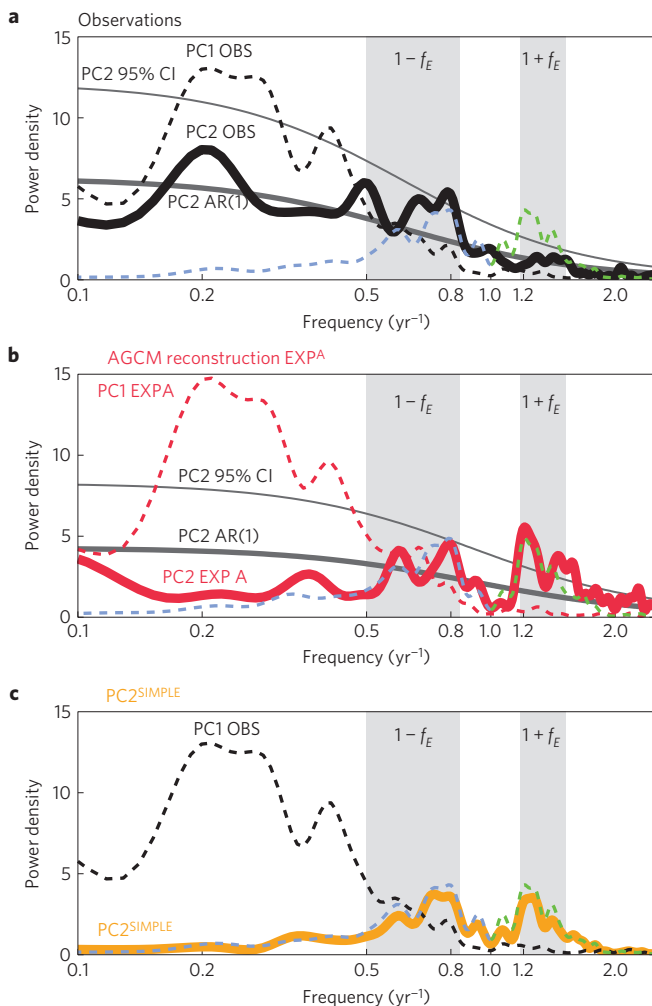 a
Observations
15
10
5
0
Power density
PC1 OBS
PC2 95% CI
PC2 OBS
PC2 AR(1)
1 − fE
1 + fE
0.1
0.2
0.5
0.8
1.0
1.2
2.0
Frequency (yr−1)
b
AGCM reconstruction EXPA
15
10
5
0
Power density
PC1 EXPA
1 − fE
1 + fE
PC2 95% CI
PC2 AR(1)
PC2 EXP A
0.1
0.2
0.5
0.8
1.0
1.2
2.0
Frequency (yr−1)
c
PC2SIMPLE
15
10
5
0
Power density
PC1 OBS
1 − fE
1 + fE
PC2SIMPLE
0.1
0.2
0.5
0.8
1.0
1.2
2.0
Frequency (yr−1)